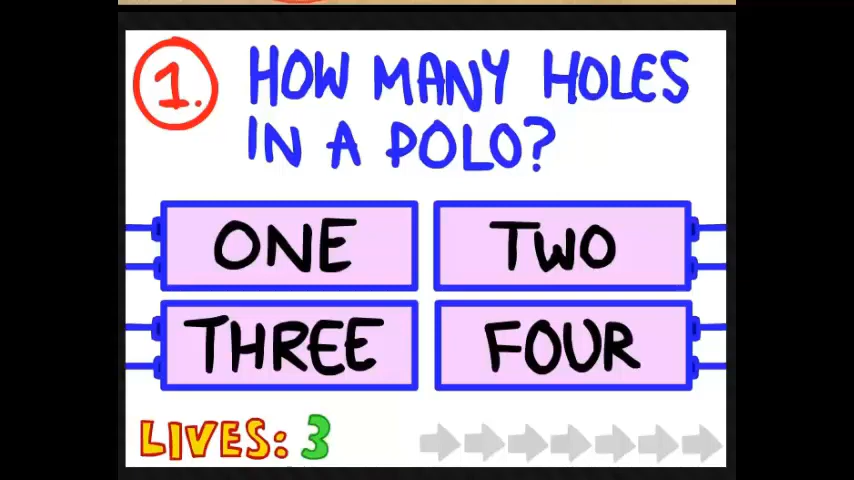 1. HOW MANY HOLES
IN A POLO?
ONE
TWO
THREE
FOUR
LIVES: 3